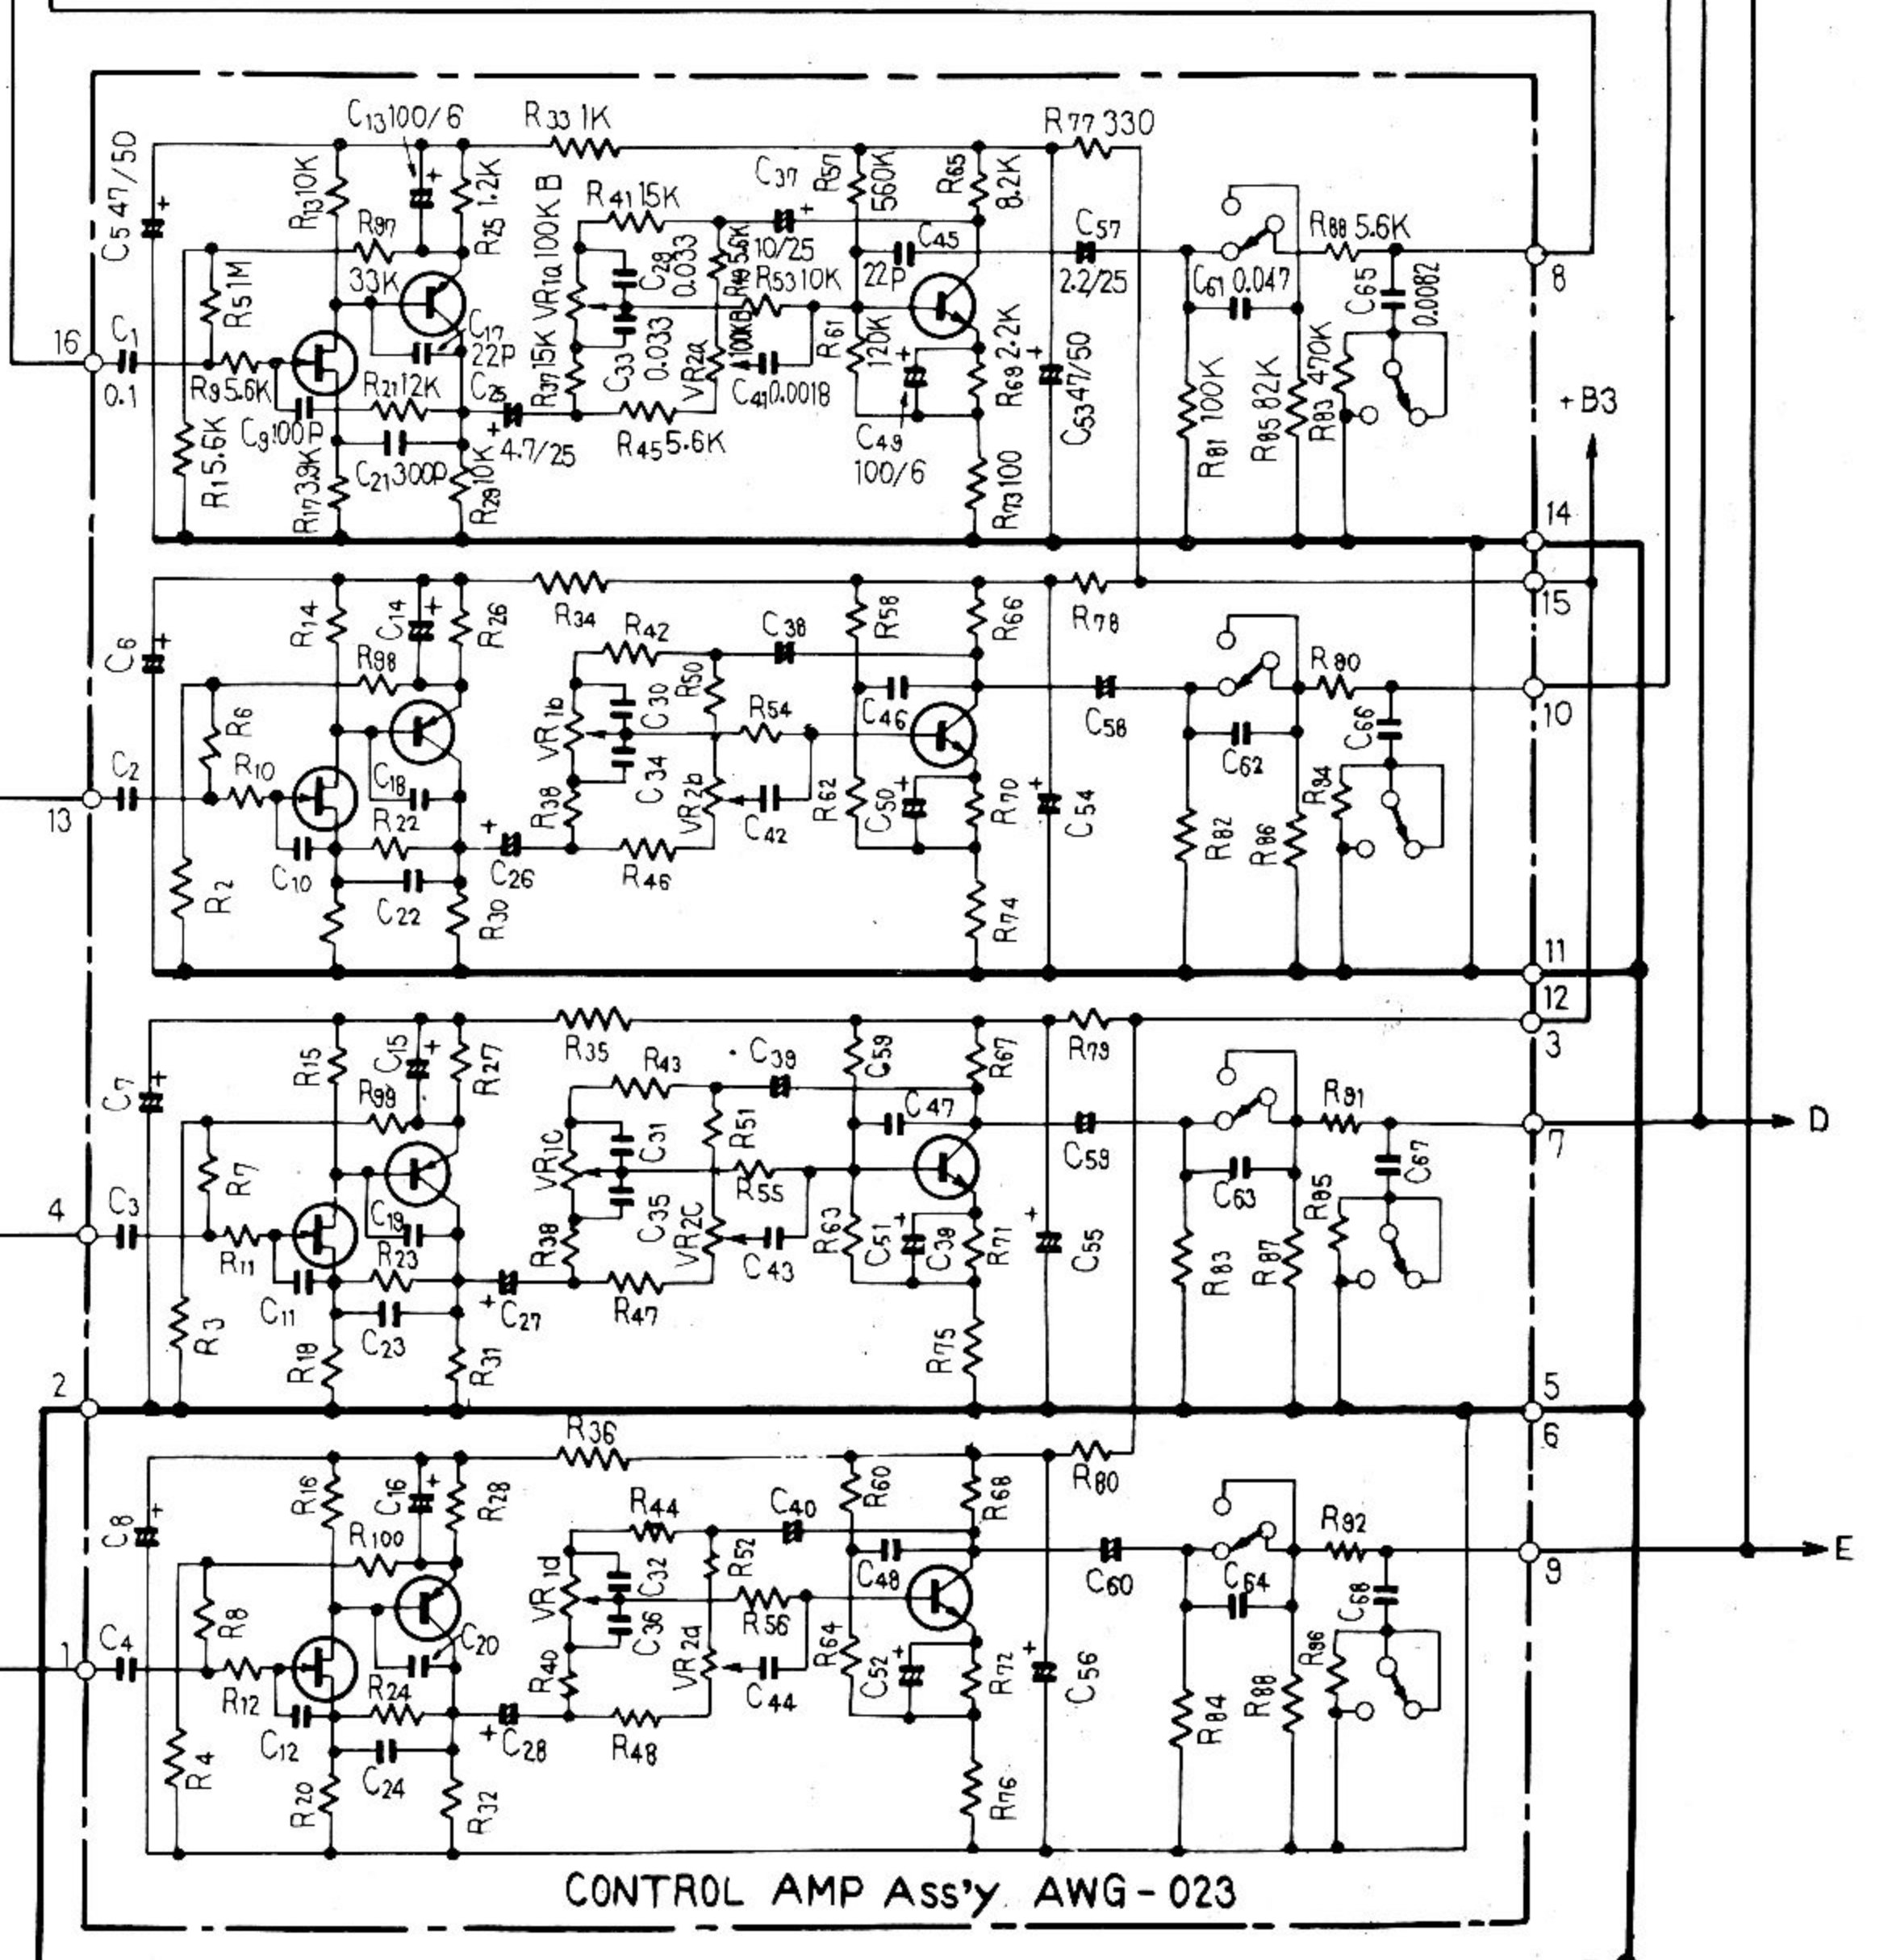 C13 100/6
R33 1K
R77 330
C5 47/50
R13 10K
R25 1.2K
R97
33K
R41 15K
C37
10/25
R57
560K
R65
8.2K
C57
2.2/25
R88 5.6K
8
R5 1M
VR1a 100K B
C29
0.033
R49 5.6K
R53 10K
22P
C45
C61 0.047
C65
0.0082
16
C1
0.1
R9 5.6K
C17
22P
R21 12K
C25
4.7/25
R37 15K
C33
0.033
VR2a
100KB
C41 0.0018
R61
120K
R69 2.2K
C53 47/50
R81 100K
R85 82K
R83 470K
+B3
C9 100P
R1 5.6K
R17 3.9K
C21 300P
R29 10K
R45 5.6K
C49
100/6
R73 100
14
15
C6
R14
C14
R26
R34
R42
C38
R58
R66
R78
R98
R6
VR1b
C30
R50
R54
C46
C58
R80
10
C66
C62
13
C2
R10
C18
R22
C34
R38
VR2b
C42
R62
C50
R70
C54
R82
R86
R94
C10
R2
C22
C26
R30
R46
R74
11
12
C7
R15
C15
R27
R35
R43
C39
C59
R67
R79
3
R99
R7
VR1C
C31
R51
R55
C47
C59
R91
7
D
C67
C63
4
C3
R11
C19
R23
C35
R38
VR2C
C43
R63
C51
C39
R71
C55
R83
R87
R85
C11
R3
C23
C27
R47
R19
R31
R75
2
5
6
R36
C8
R16
C16
R28
R44
C40
R60
R68
R80
R100
R8
VR1d
C32
R52
R56
C48
C60
R92
9
E
C64
C68
1
C4
R12
C20
R24
C36
R40
VR2d
C44
R64
C52
R72
C56
R84
R88
R96
C12
R4
C24
C28
R48
R20
R32
R76
CONTROL AMP Ass'y. AWG-023